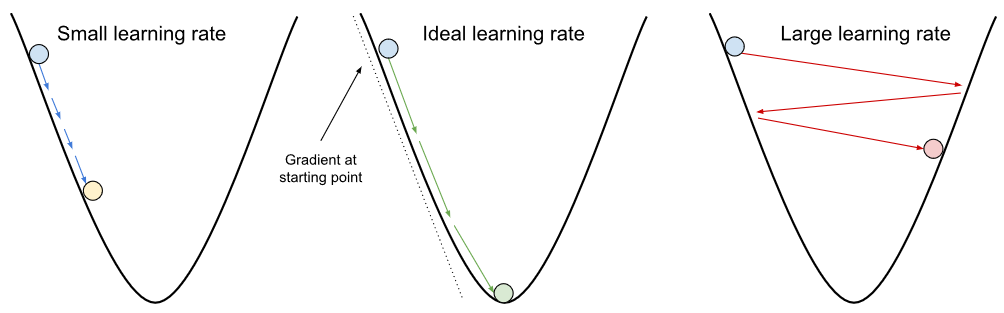 Small learning rate
Ideal learning rate
Large learning rate
Gradient at
starting point